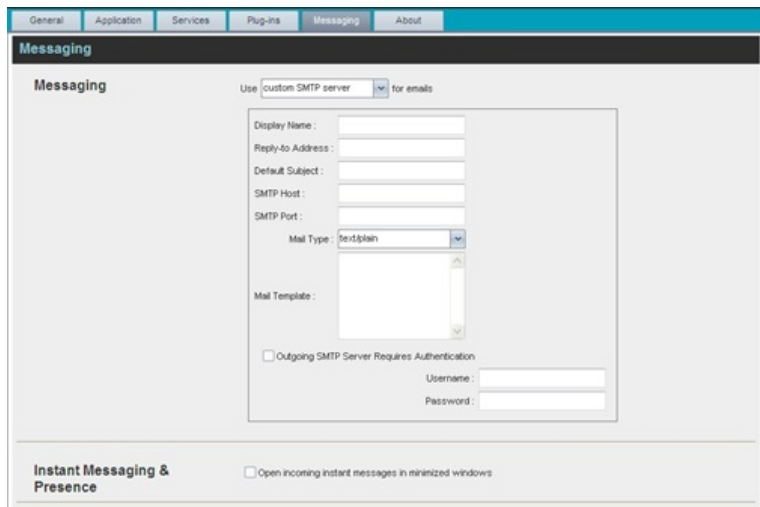 General Application Services Plug-ins Messaging About
Messaging
Messaging
Use custom SMTP server for emails
Display Name :
Reply-to Address :
Default Subject :
SMTP Host :
SMTP Port :
Mail Type : text/plain
Mail Template :
Outgoing SMTP Server Requires Authentication
Username :
Password :
Instant Messaging &
Presence
Open incoming instant messages in minimized windows